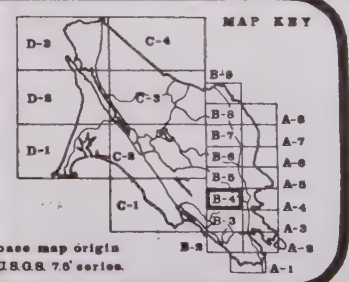 MAP KEY
D-3
C-4
B-9
D-2
C-3
B-8
A-8
B-7
A-7
D-1
B-6
A-6
C-2
B-5
A-5
B-4
A-4
C-1
B-3
A-3
B-2
A-2
A-1
base map origin
U.S.G.S. 7.5' series.